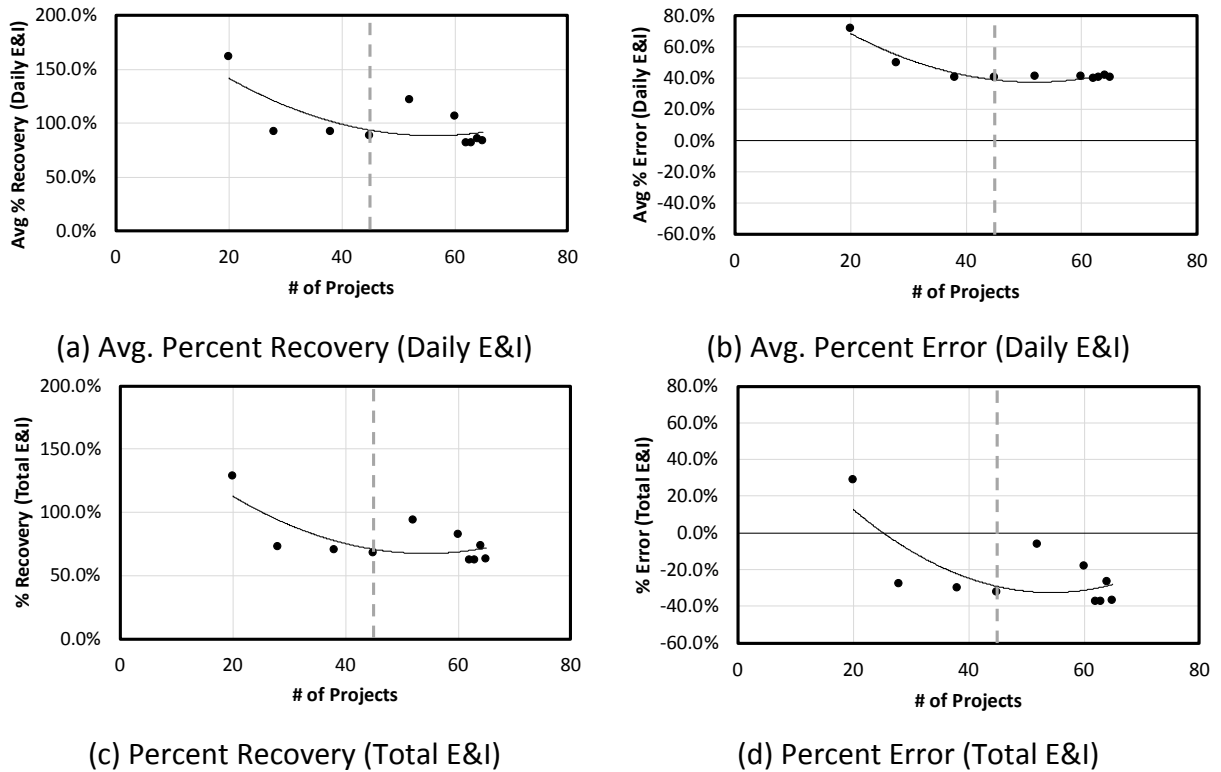 200.0%
150.0%
100.0%
50.0%
0.0%
0 20 40 60 80
Avg % Recovery (Daily E&I)
# of Projects
(a) Avg. Percent Recovery (Daily E&I)
80.0%
60.0%
40.0%
20.0%
0.0%
-20.0%
-40.0%
-60.0%
0 20 40 60 80
Avg % Error (Daily E&I)
# of Projects
(b) Avg. Percent Error (Daily E&I)
200.0%
150.0%
100.0%
50.0%
0.0%
0 20 40 60 80
% Recovery (Total E&I)
# of Projects
(c) Percent Recovery (Total E&I)
80.0%
60.0%
40.0%
20.0%
0.0%
-20.0%
-40.0%
-60.0%
0 20 40 60 80
% Error (Total E&I)
# of Projects
(d) Percent Error (Total E&I)